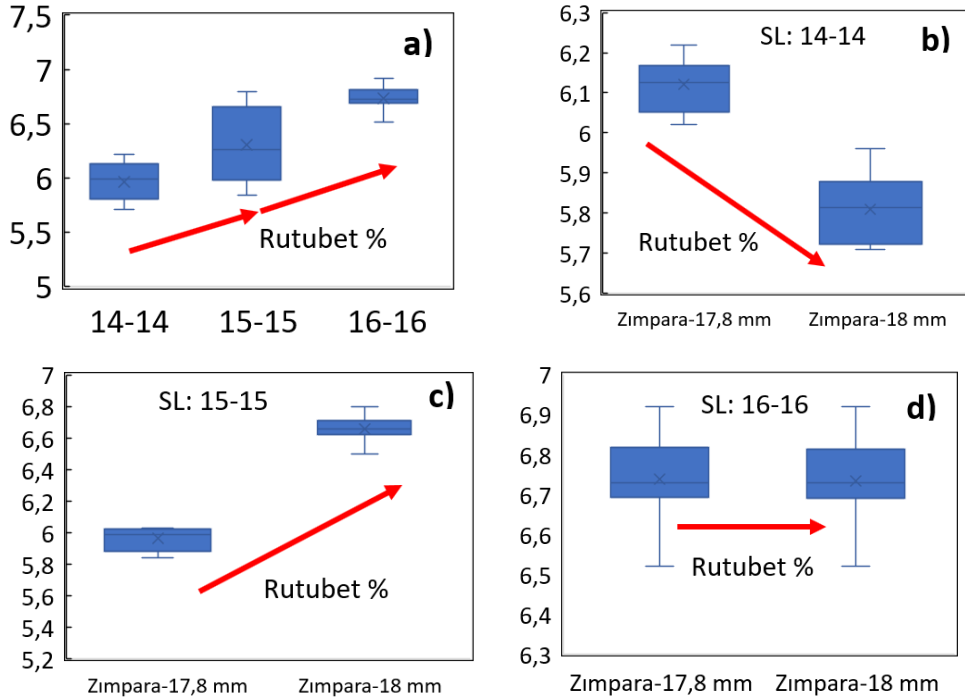 a)
7,5
7
6,5
6
5,5
5
Rutubet %
14-14
15-15
16-16
b)
SL: 14-14
6,3
6,2
6,1
6
5,9
5,8
5,7
5,6
Rutubet %
Zımpara-17,8 mm
Zımpara-18 mm
c)
SL: 15-15
7
6,8
6,6
6,4
6,2
6
5,8
5,6
5,4
5,2
Rutubet %
Zımpara-17,8 mm
Zımpara-18 mm
d)
SL: 16-16
7
6,9
6,8
6,7
6,6
6,5
6,4
6,3
Rutubet %
Zımpara-17,8 mm
Zımpara-18 mm